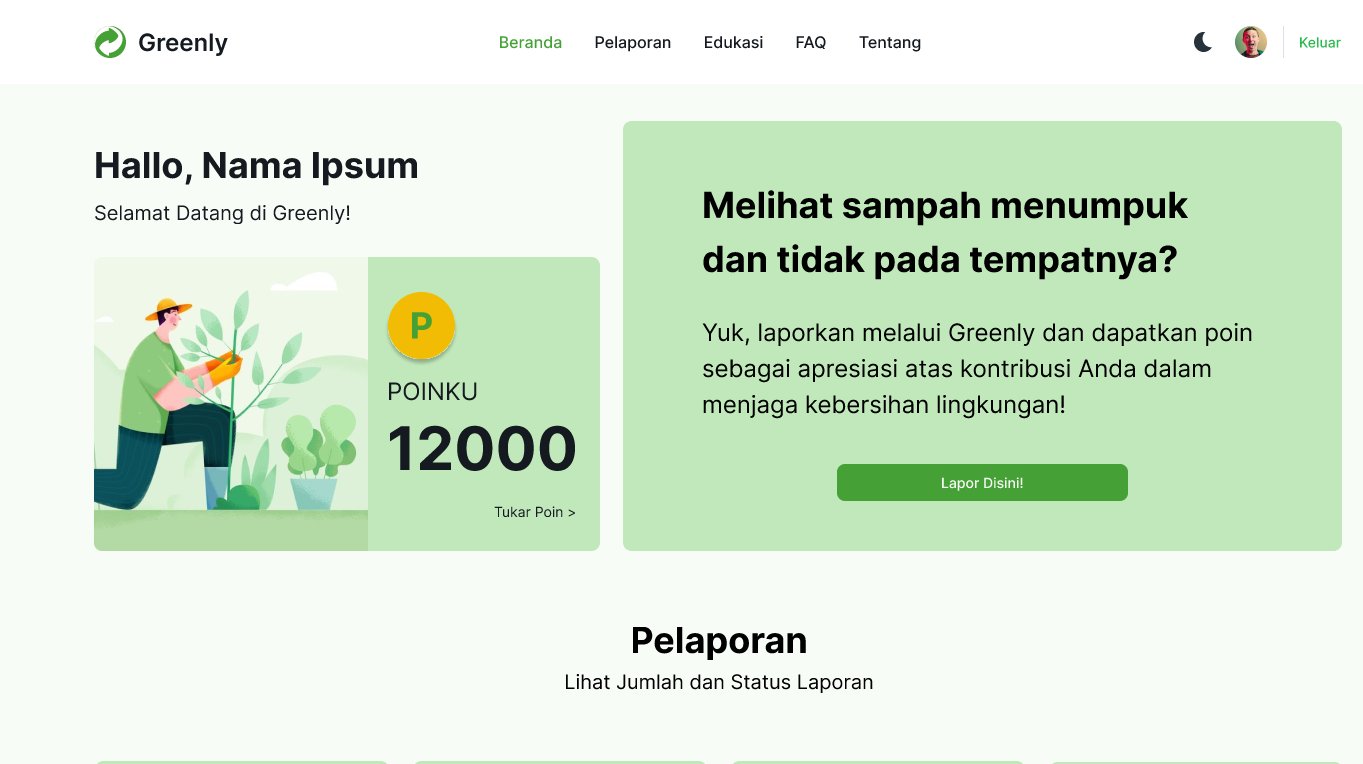 Greenly
Beranda
Pelaporan
Edukasi
FAQ
Tentang
Keluar
Hallo, Nama Ipsum
Selamat Datang di Greenly!
P
POINKU
12000
Tukar Poin >
Melihat sampah menumpuk
dan tidak pada tempatnya?
Yuk, laporkan melalui Greenly dan dapatkan poin
sebagai apresiasi atas kontribusi Anda dalam
menjaga kebersihan lingkungan!
Lapor Disini!
Pelaporan
Lihat Jumlah dan Status Laporan